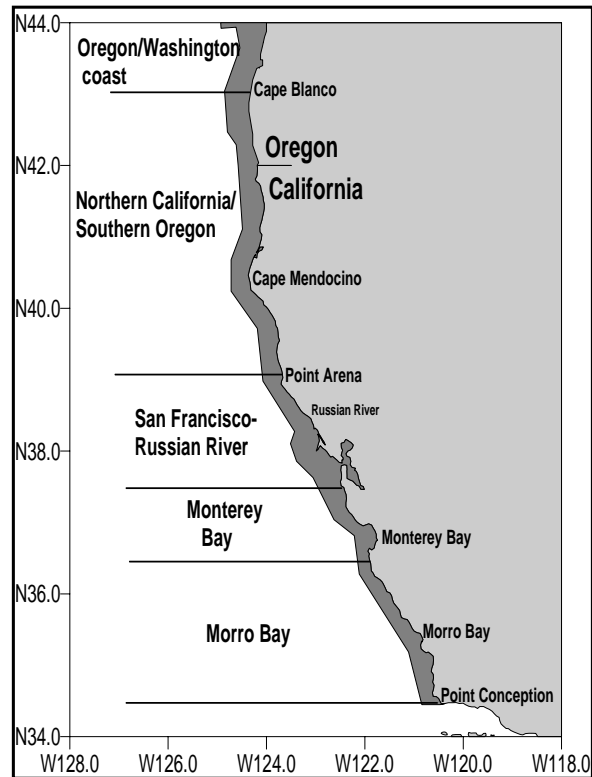 N44.0
Oregon/Washington
coast
Cape Blanco
N42.0
Oregon
California
Northern California/
Southern Oregon
Cape Mendocino
N40.0
Point Arena
San Francisco-
Russian River
Russian River
N38.0
Monterey
Bay
Monterey Bay
N36.0
Morro Bay
Morro Bay
Point Conception
N34.0
W128.0 W126.0 W124.0 W122.0 W120.0 W118.0